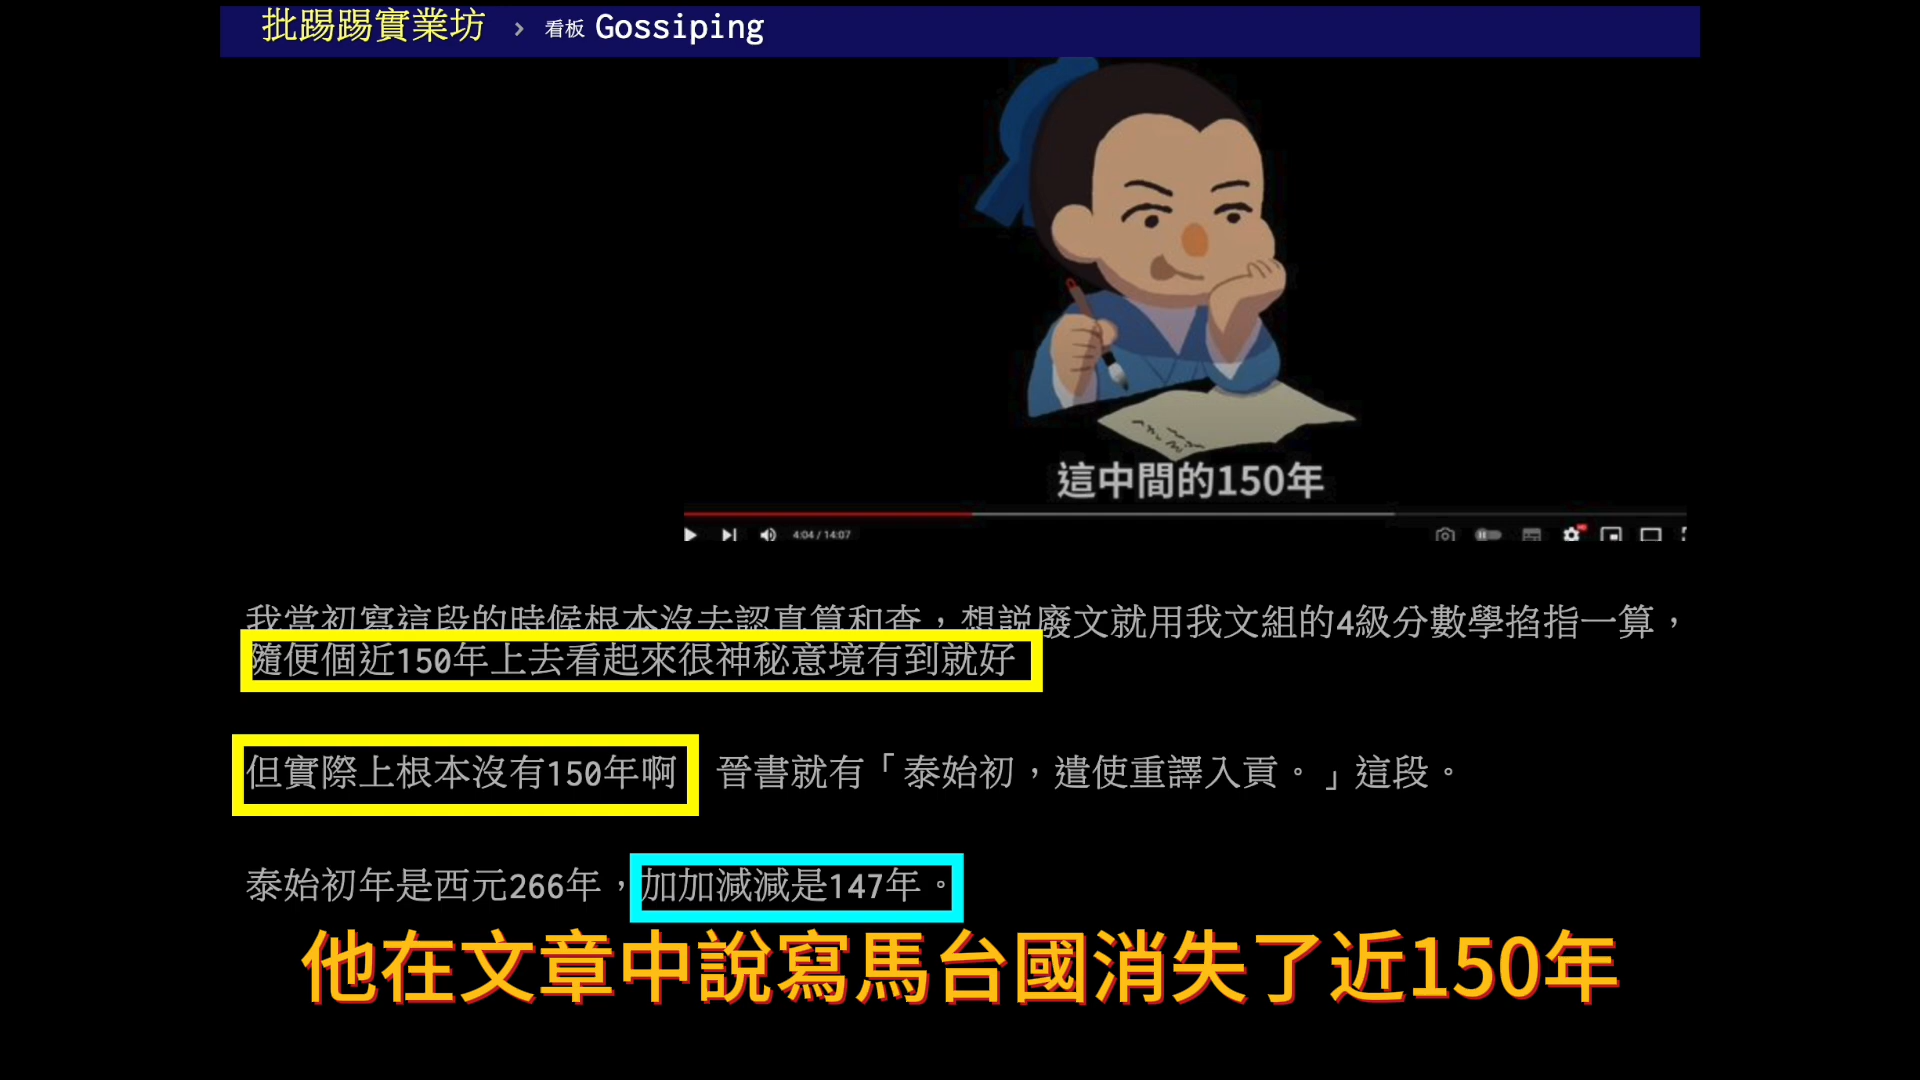 批踢踢實業坊 › 看板 Gossiping
這中間的150年
4:04 / 14:07
我當初寫這段的時候根本沒去認真算和查，想說廢文就用我文組的4級分數學掐指一算，
隨便個近150年上去看起來很神秘意境有到就好
但實際上根本沒有150年啊 晉書就有「泰始初，遣使重譯入貢。」這段。
泰始初年是西元266年，加加減減是147年。
他在文章中說寫馬台國消失了近150年